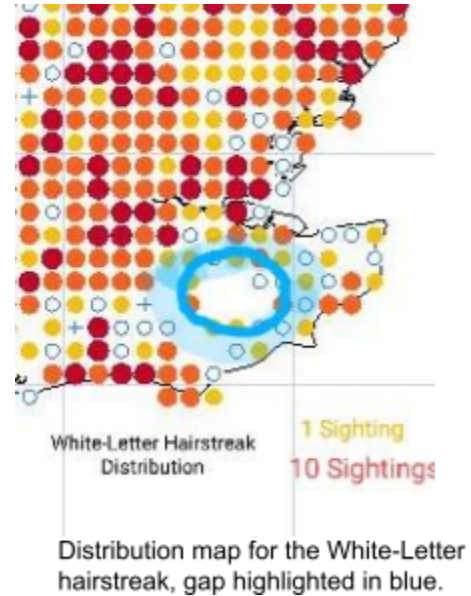 1 Sighting
White-Letter Hairstreak
Distribution
10 Sightings
Distribution map for the White-Letter
hairstreak, gap highlighted in blue.